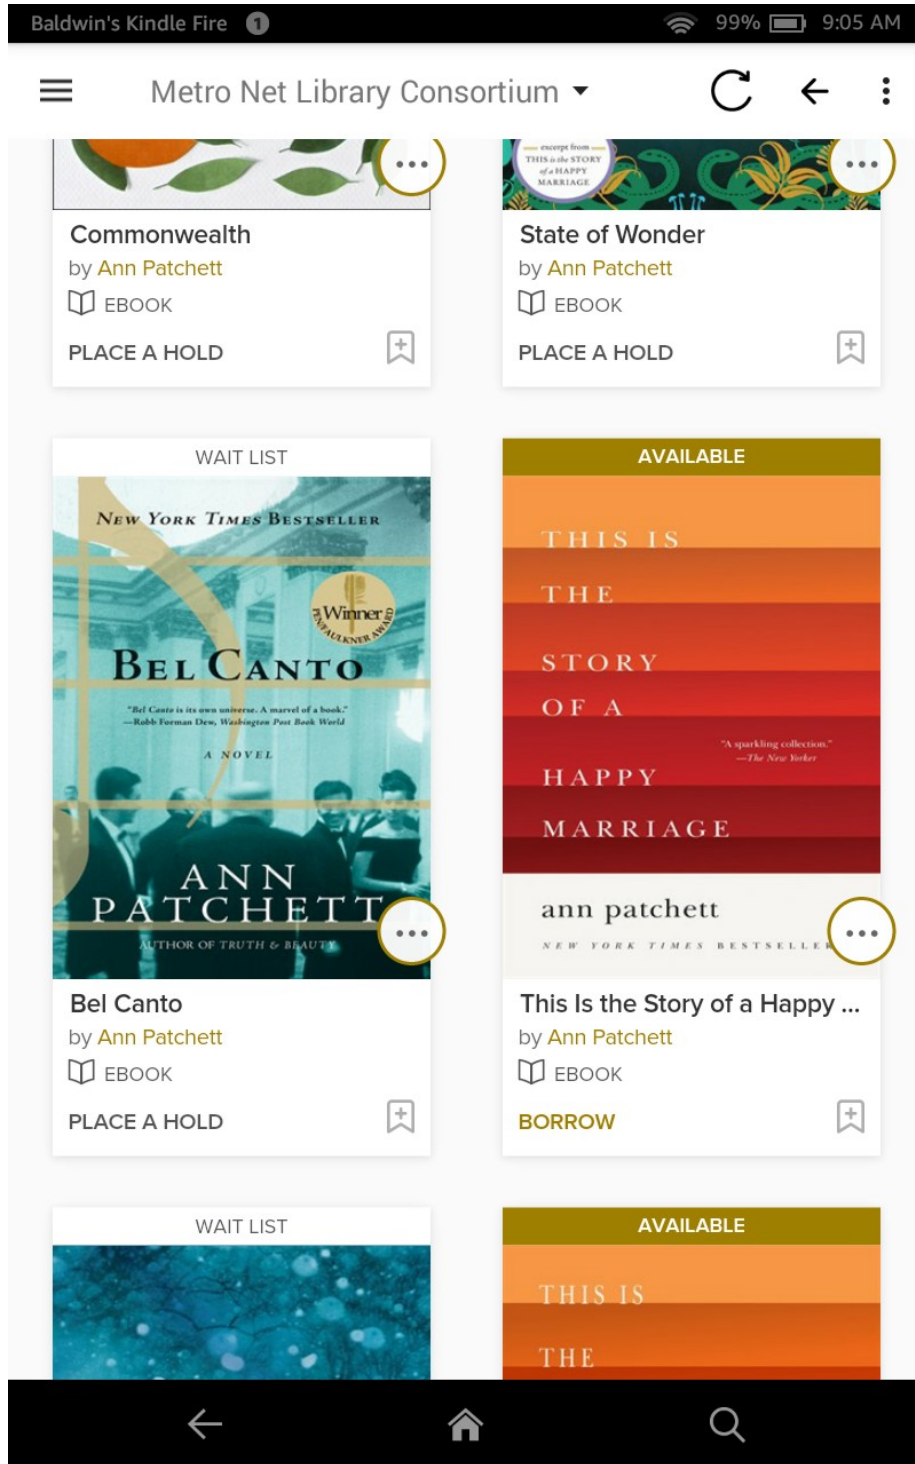 Baldwin's Kindle Fire 1 99% 9:05 AM
Metro Net Library Consortium
excerpt from
THIS is the STORY
of a HAPPY
MARRIAGE
Commonwealth
by Ann Patchett
EBOOK
PLACE A HOLD
State of Wonder
by Ann Patchett
EBOOK
PLACE A HOLD
WAIT LIST
NEW YORK TIMES BESTSELLER
Winner
PEN/FAULKNER AWARD
BEL CANTO
"Bel Canto is its own universe. A marvel of a book."
—Robb Forman Dew, Washington Post Book World
A NOVEL
ANN
PATCHETT
AUTHOR OF TRUTH & BEAUTY
Bel Canto
by Ann Patchett
EBOOK
PLACE A HOLD
AVAILABLE
THIS IS
THE
STORY
OF A
HAPPY
MARRIAGE
"A sparkling collection."
—The New Yorker
ann patchett
NEW YORK TIMES BESTSELLER
This Is the Story of a Happy ...
by Ann Patchett
EBOOK
BORROW
WAIT LIST
AVAILABLE
THIS IS
THE